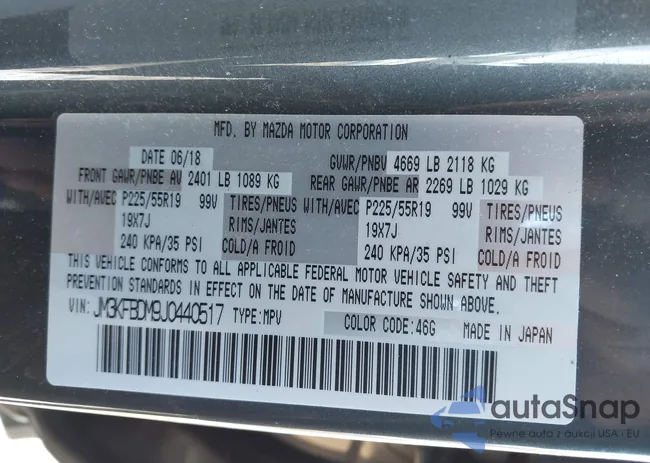 MFD. BY MAZDA MOTOR CORPORATION
DATE 06/18 GVWR/PNBV 4669 LB 2118 KG
FRONT GAWR/PNBE AV 2401 LB 1089 KG REAR GAWR/PNBE AR 2269 LB 1029 KG
WITH/AVEC P225/55R19 99V TIRES/PNEUS P225/55R19 99V TIRES/PNEUS
19X7J RIMS/JANTES WITH/AVEC 19X7J RIMS/JANTES
240 KPA/35 PSI COLD/A FROID 240 KPA/35 PSI COLD/A FROID
THIS VEHICLE CONFORMS TO ALL APPLICABLE FEDERAL MOTOR VEHICLE SAFETY AND THEFT
PREVENTION STANDARDS IN EFFECT ON THE DATE OF MANUFACTURE SHOWN ABOVE.
VIN: JM3KFBDM9J0440517 TYPE:MPV COLOR CODE:46G MADE IN JAPAN
autoSnap
Pewne auta z aukcji USA i EU